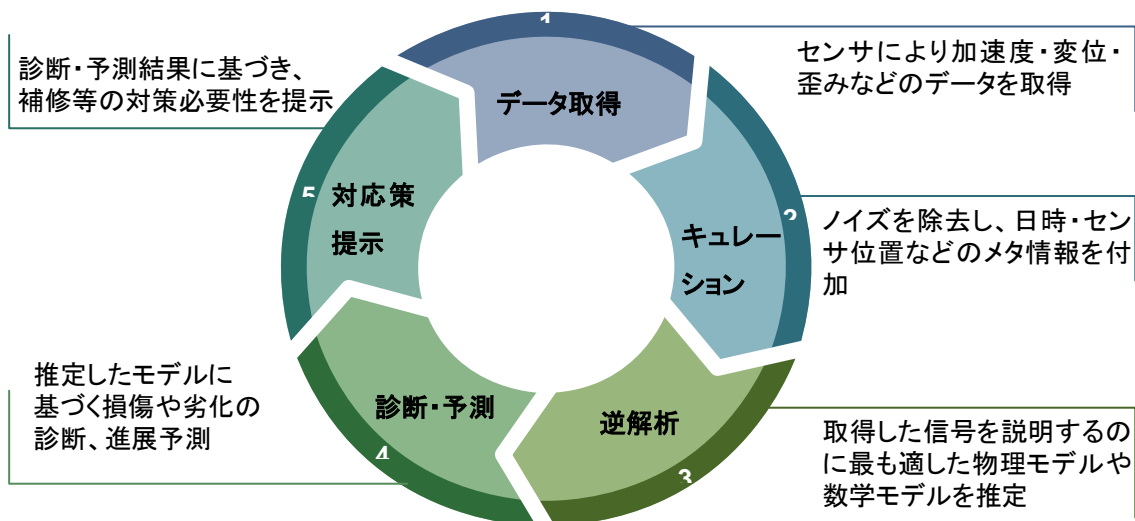 1
データ取得
センサにより加速度・変位・
歪みなどのデータを取得
2
キュレー
ション
ノイズを除去し、日時・セン
サ位置などのメタ情報を付
加
3
逆解析
取得した信号を説明するの
に最も適した物理モデルや
数学モデルを推定
4
診断・予測
推定したモデルに
基づく損傷や劣化の
診断、進展予測
5
対応策
提示
診断・予測結果に基づき、
補修等の対策必要性を提示